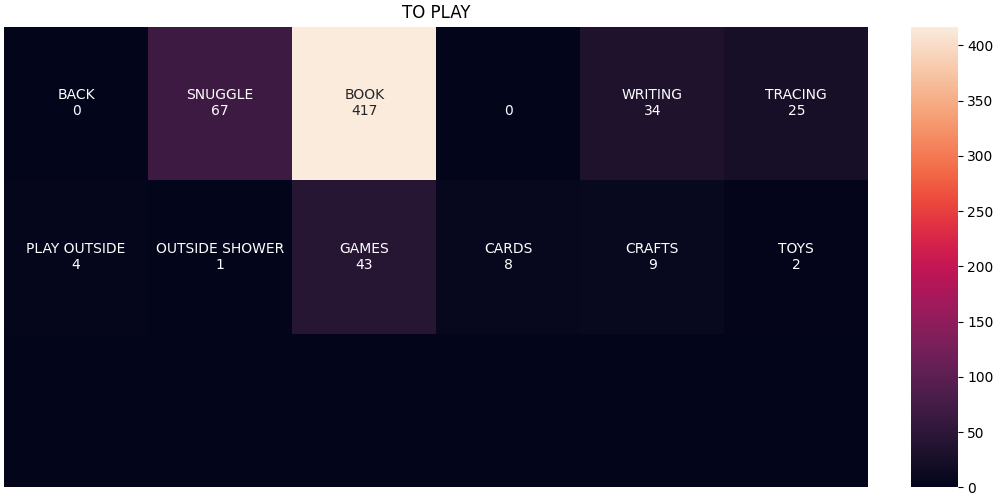 TO PLAY
BACK SNUGGLE BOOK WRITING TRACING
0 67 417 0 34 25
PLAY OUTSIDE OUTSIDE SHOWER GAMES CARDS CRAFTS TOYS
4 1 43 8 9 2
400
350
300
250
200
150
100
50
0